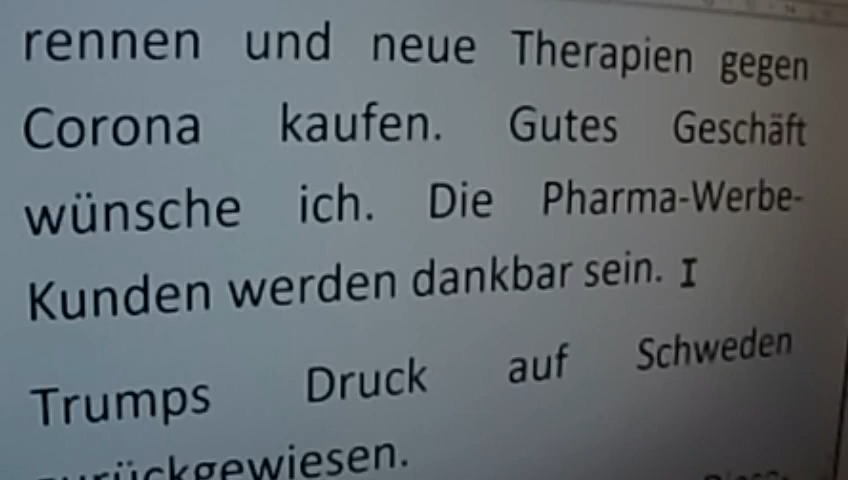 rennen und neue Therapien gegen
Corona kaufen. Gutes Geschäft
wünsche ich. Die Pharma-Werbe-
Kunden werden dankbar sein.
Trumps Druck auf Schweden
zurückgewiesen.